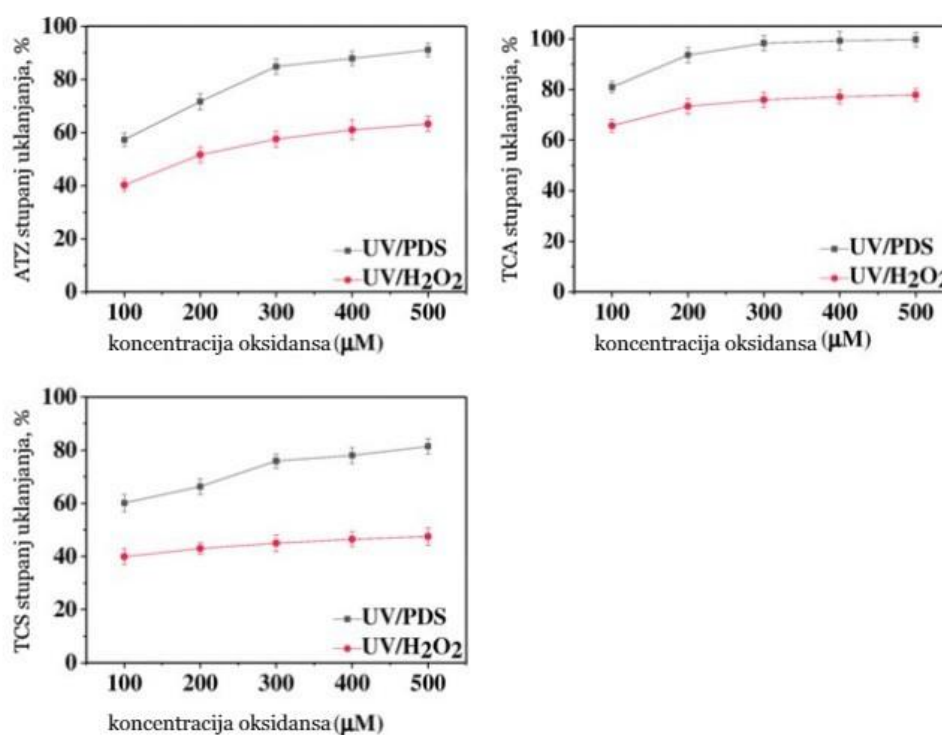 ATZ stupanj uklanjanja, %
100
80
60
40
20
0
UV/PDS
UV/H2O2
100 200 300 400 500
koncentracija oksidansa (μM)
TCA stupanj uklanjanja, %
100
80
60
40
20
0
UV/PDS
UV/H2O2
100 200 300 400 500
koncentracija oksidansa (μM)
TCS stupanj uklanjanja, %
100
80
60
40
20
0
UV/PDS
UV/H2O2
100 200 300 400 500
koncentracija oksidansa (μM)